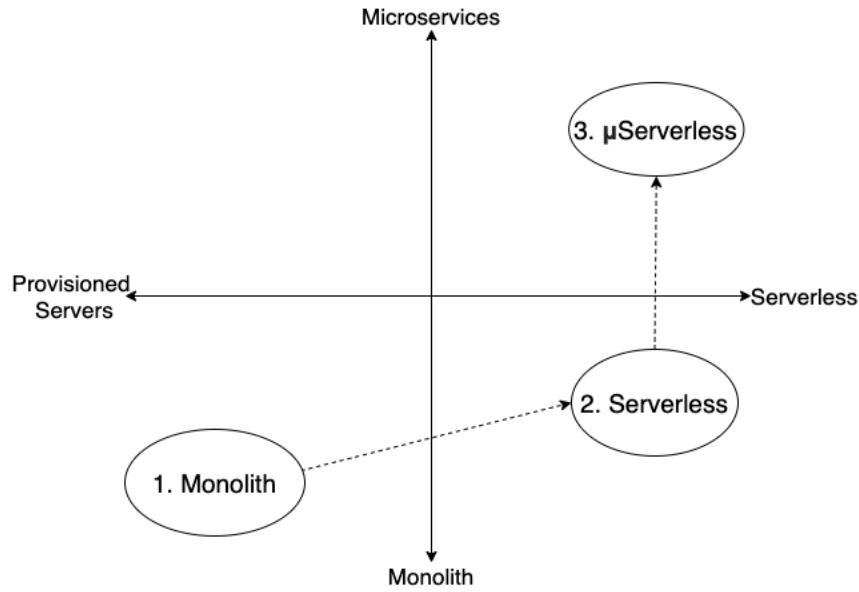 Microservices
3. µServerless
Provisioned
Servers
Serverless
2. Serverless
1. Monolith
Monolith